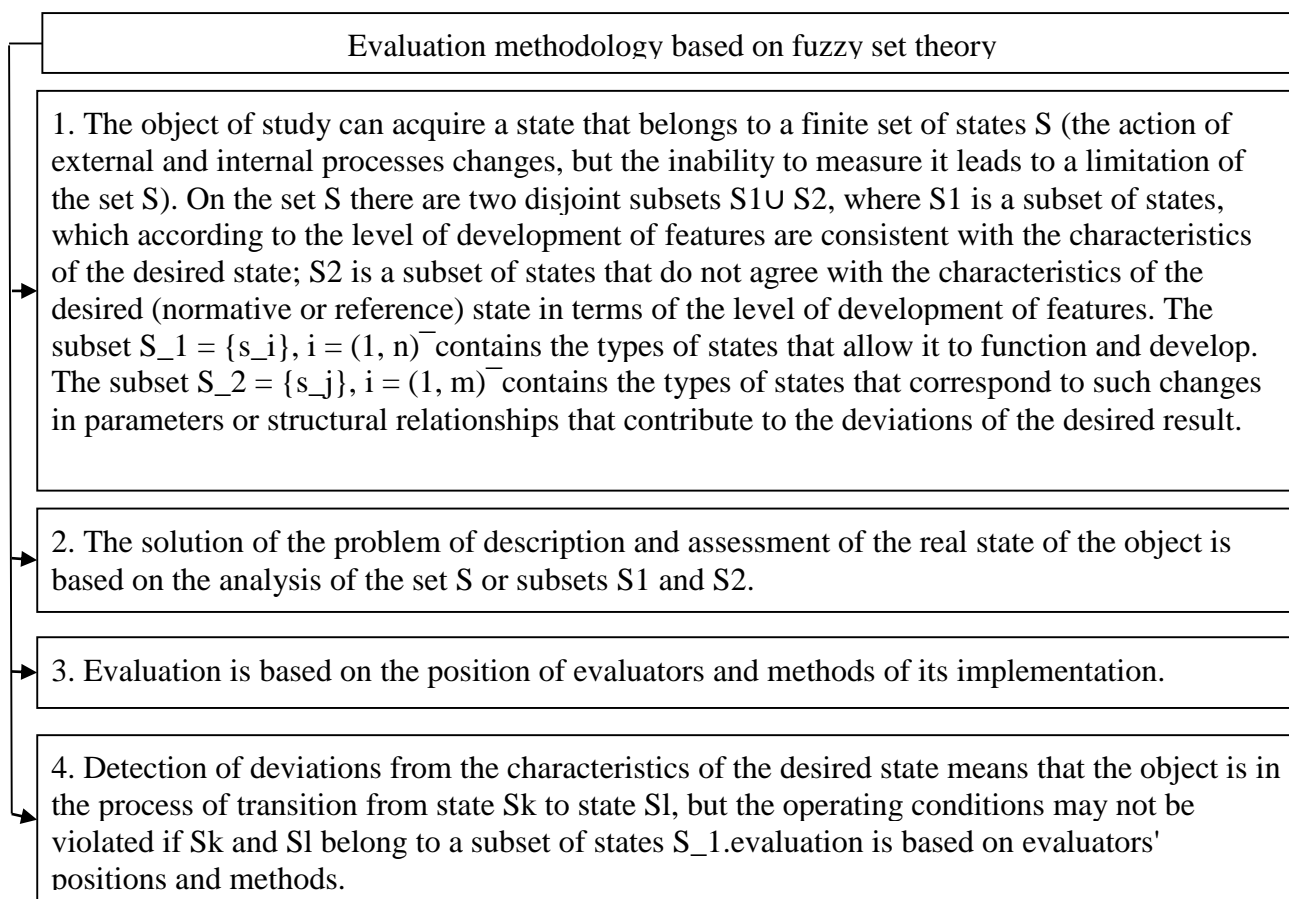 Evaluation methodology based on fuzzy set theory
1. The object of study can acquire a state that belongs to a finite set of states S (the action of
external and internal processes changes, but the inability to measure it leads to a limitation of
the set S). On the set S there are two disjoint subsets S1∪ S2, where S1 is a subset of states,
which according to the level of development of features are consistent with the characteristics
of the desired state; S2 is a subset of states that do not agree with the characteristics of the
desired (normative or reference) state in terms of the level of development of features. The
subset S_1 = {s_i}, i = (1, n)¯ contains the types of states that allow it to function and develop.
The subset S_2 = {s_j}, i = (1, m)¯ contains the types of states that correspond to such changes
in parameters or structural relationships that contribute to the deviations of the desired result.
2. The solution of the problem of description and assessment of the real state of the object is
based on the analysis of the set S or subsets S1 and S2.
3. Evaluation is based on the position of evaluators and methods of its implementation.
4. Detection of deviations from the characteristics of the desired state means that the object is in
the process of transition from state Sk to state Sl, but the operating conditions may not be
violated if Sk and Sl belong to a subset of states S_1.evaluation is based on evaluators'
positions and methods.